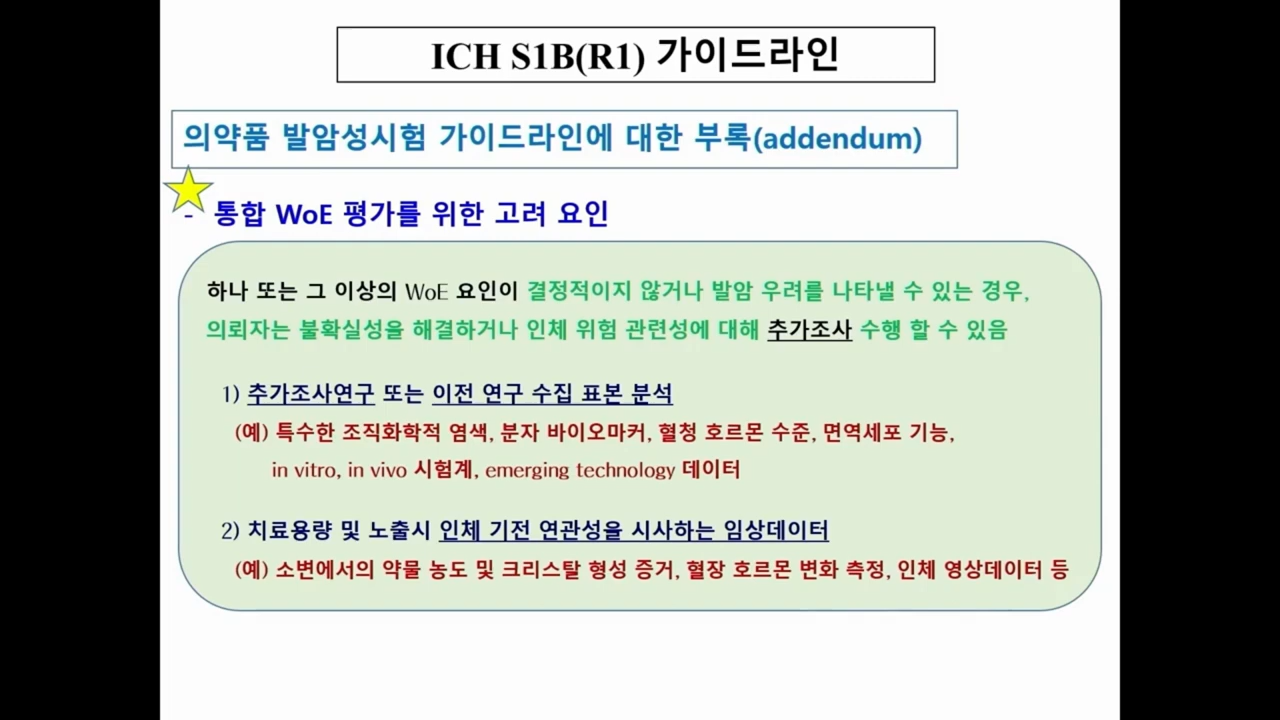 ICH S1B(R1) 가이드라인
의약품 발암성시험 가이드라인에 대한 부록(addendum)
- 통합 WoE 평가를 위한 고려 요인
하나 또는 그 이상의 WoE 요인이 결정적이지 않거나 발암 우려를 나타낼 수 있는 경우,
의뢰자는 불확실성을 해결하거나 인체 위험 관련성에 대해 추가조사 수행 할 수 있음
1) 추가조사연구 또는 이전 연구 수집 표본 분석
(예) 특수한 조직화학적 염색, 분자 바이오마커, 혈청 호르몬 수준, 면역세포 기능,
in vitro, in vivo 시험계, emerging technology 데이터
2) 치료용량 및 노출시 인체 기전 연관성을 시사하는 임상데이터
(예) 소변에서의 약물 농도 및 크리스탈 형성 증거, 혈장 호르몬 변화 측정, 인체 영상데이터 등